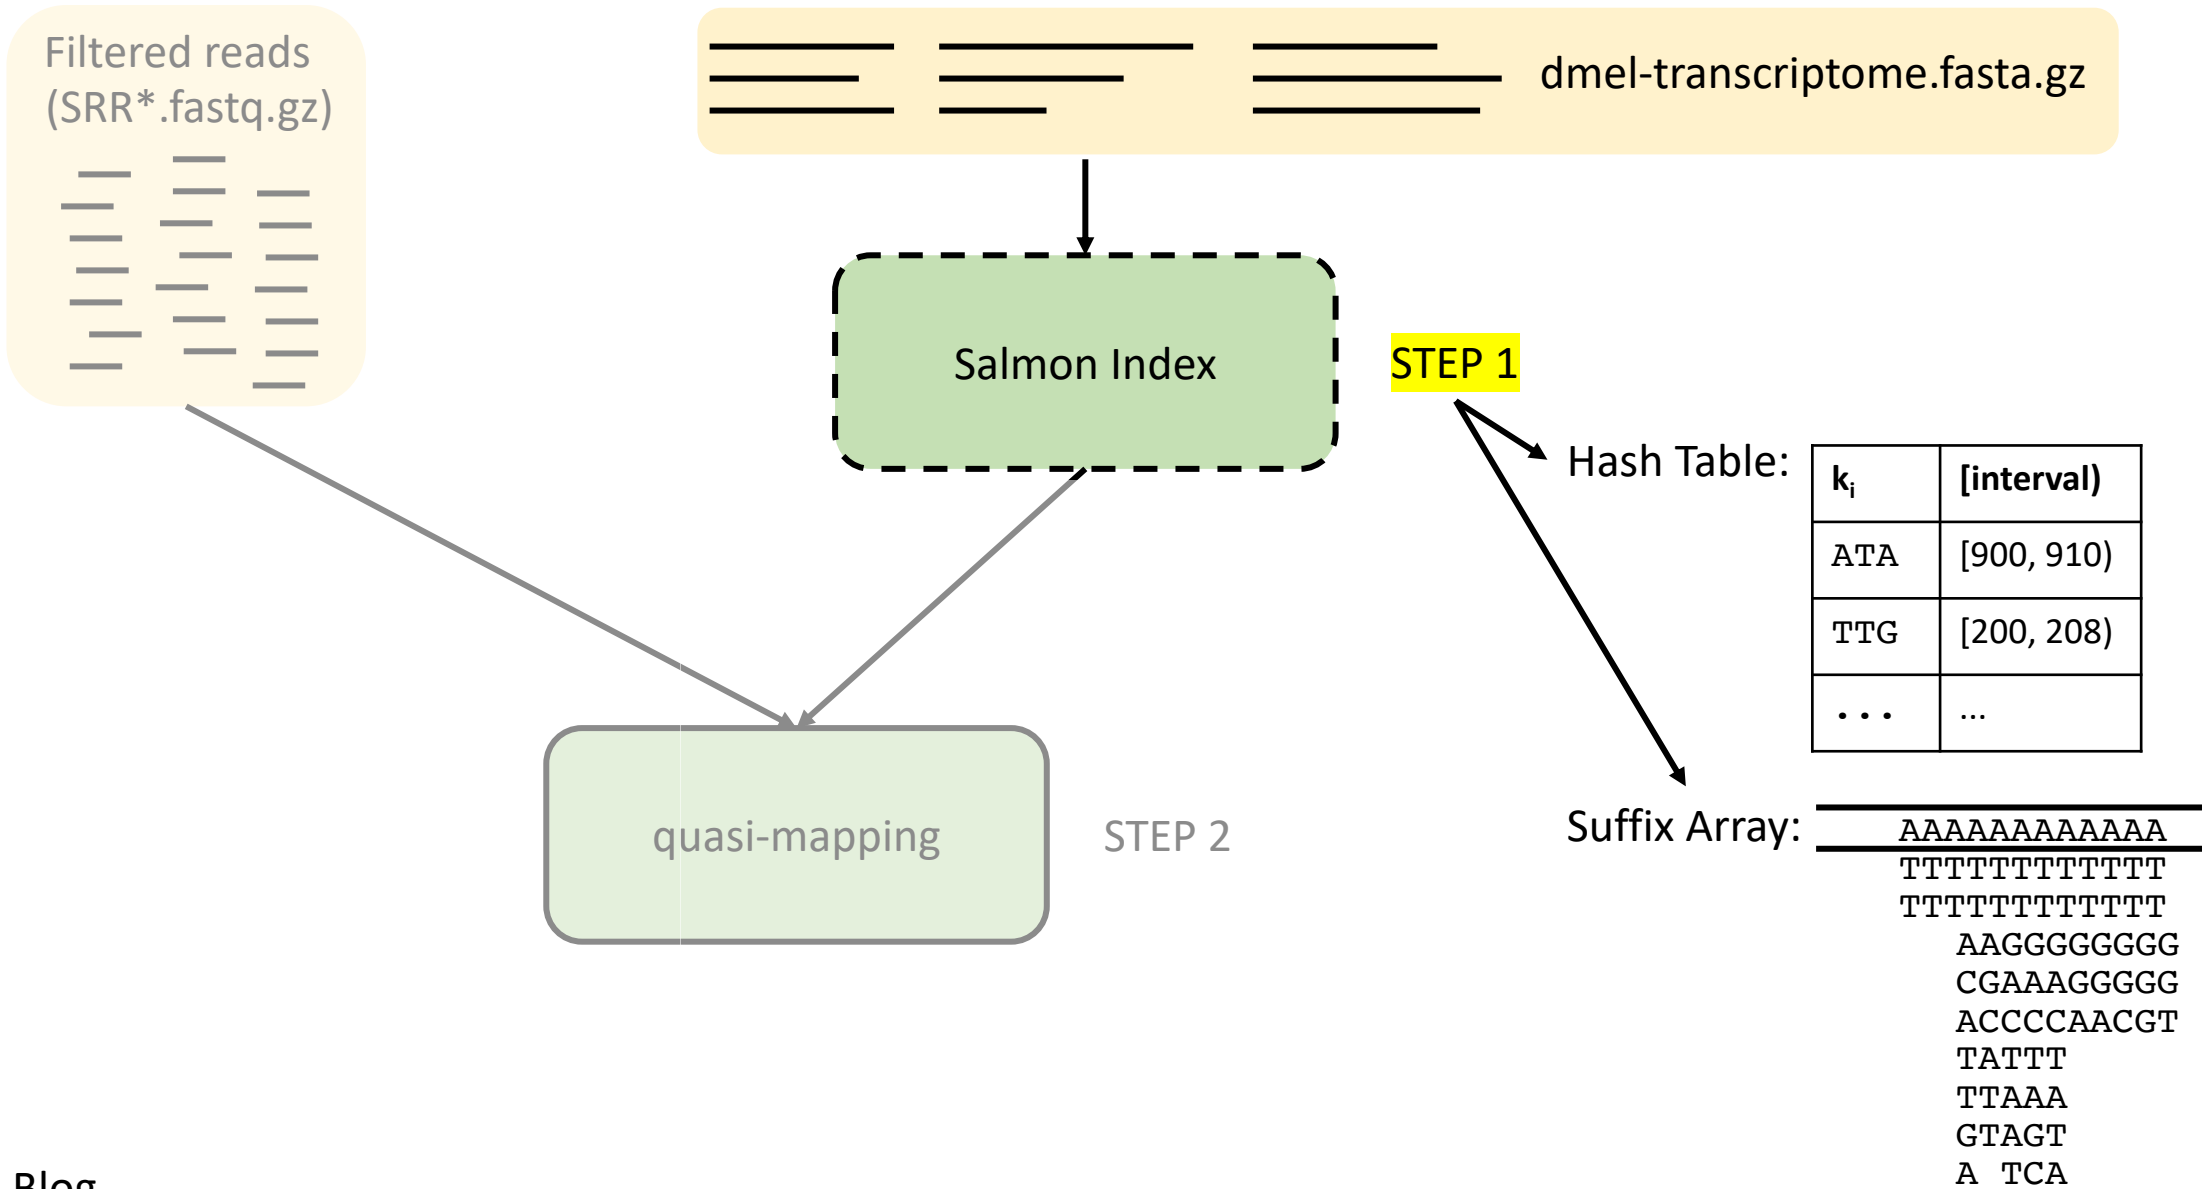 Filtered reads
(SRR*.fastq.gz)
dmel-transcriptome.fasta.gz
Salmon Index
STEP 1
Hash Table:
ki [interval)
ATA [900, 910)
TTG [200, 208)
... ...
quasi-mapping
STEP 2
Suffix Array:
AAAAAAAAAAAA
TTTTTTTTTTTT
TTTTTTTTTTTT
AAGGGGGGGG
CGAAAGGGGG
ACCCCAACGT
TATTT
TTAAA
GTAGT
A TCA
Blog